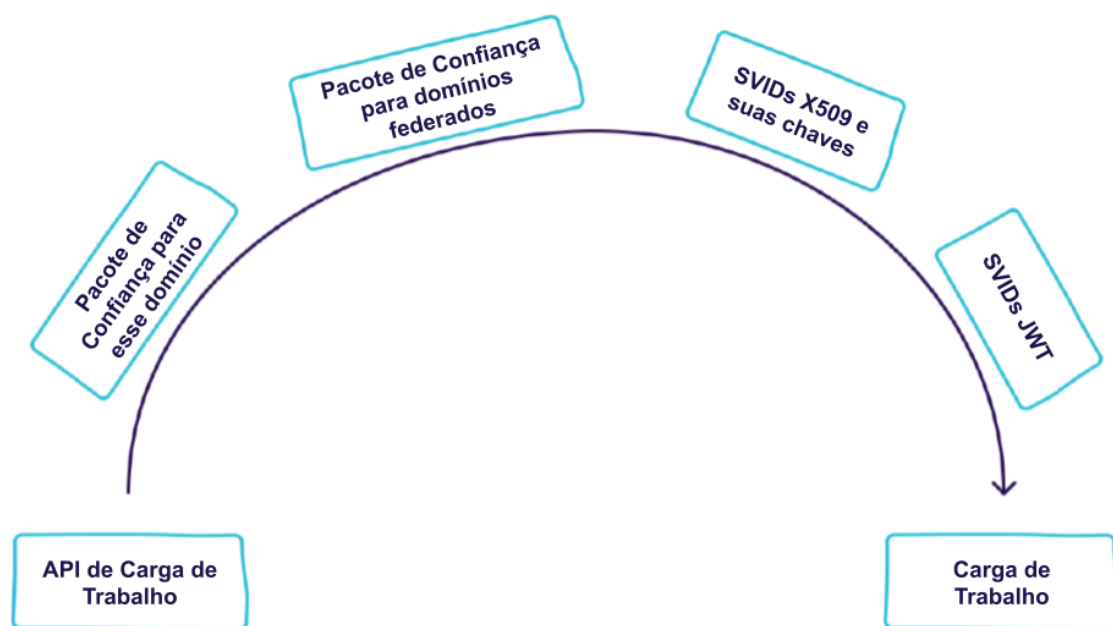 Pacote de Confiança
para domínios
federados
SVIDs X509 e
suas chaves
Pacote de
Confiança para
esse domínio
SVIDs JWT
API de Carga de
Trabalho
Carga de
Trabalho